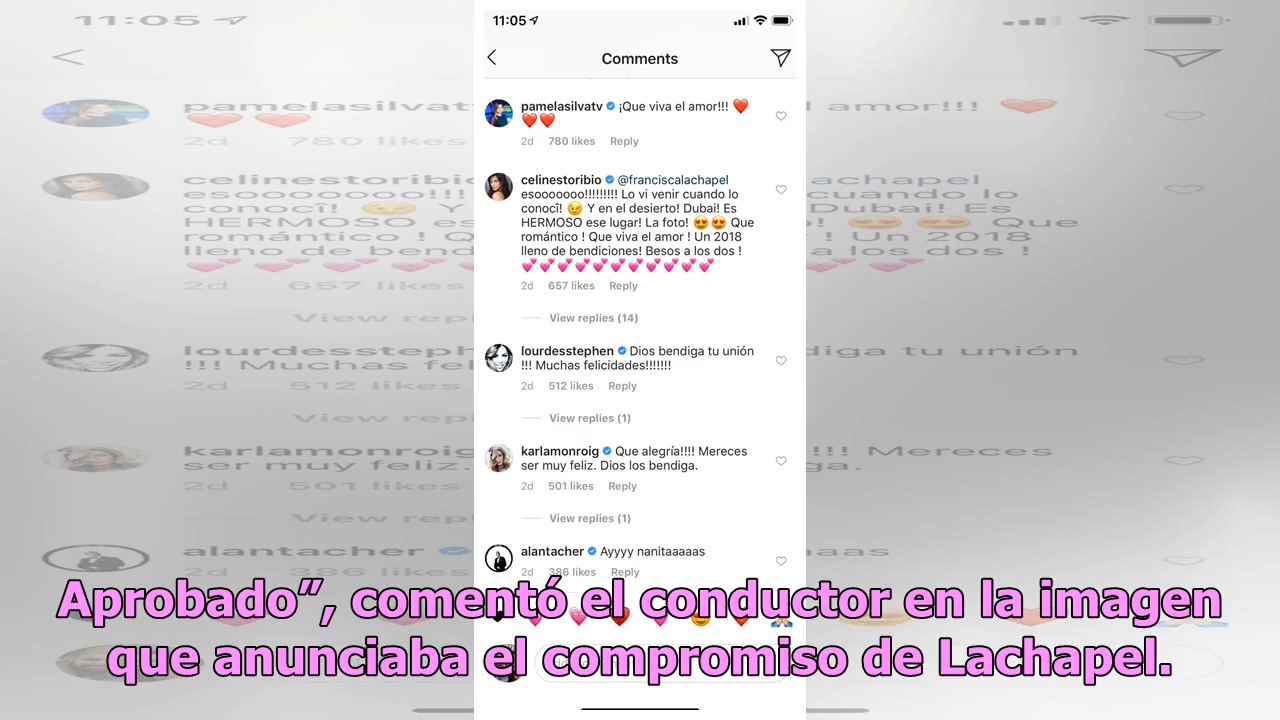 11:05
Comments
pamelasilvatv ¡Que viva el amor!!! ❤️
❤️❤️
2d 780 likes Reply
celinestoribio @franciscalachapel
esooooooo!!!!!!!!! Lo vi venir cuando lo
conocî! 😉 Y en el desierto! Dubai! Es
HERMOSO ese lugar! La foto! 😍 😍 Que
romántico ! Que viva el amor ! Un 2018
lleno de bendiciones! Besos a los dos !
💕💕💕💕💕💕💕💕💕💕💕
2d 657 likes Reply
View replies (14)
lourdesstephen Dios bendiga tu unión
!!! Muchas felicidades!!!!!!!
2d 512 likes Reply
View replies (1)
karlamonroig Que alegría!!!! Mereces
ser muy feliz. Dios los bendiga.
2d 501 likes Reply
View replies (1)
alantacher Ayyyy nanitaaaaas
2d 386 likes Reply
Aprobado”, comentó el conductor en la imagen
que anunciaba el compromiso de Lachapel.